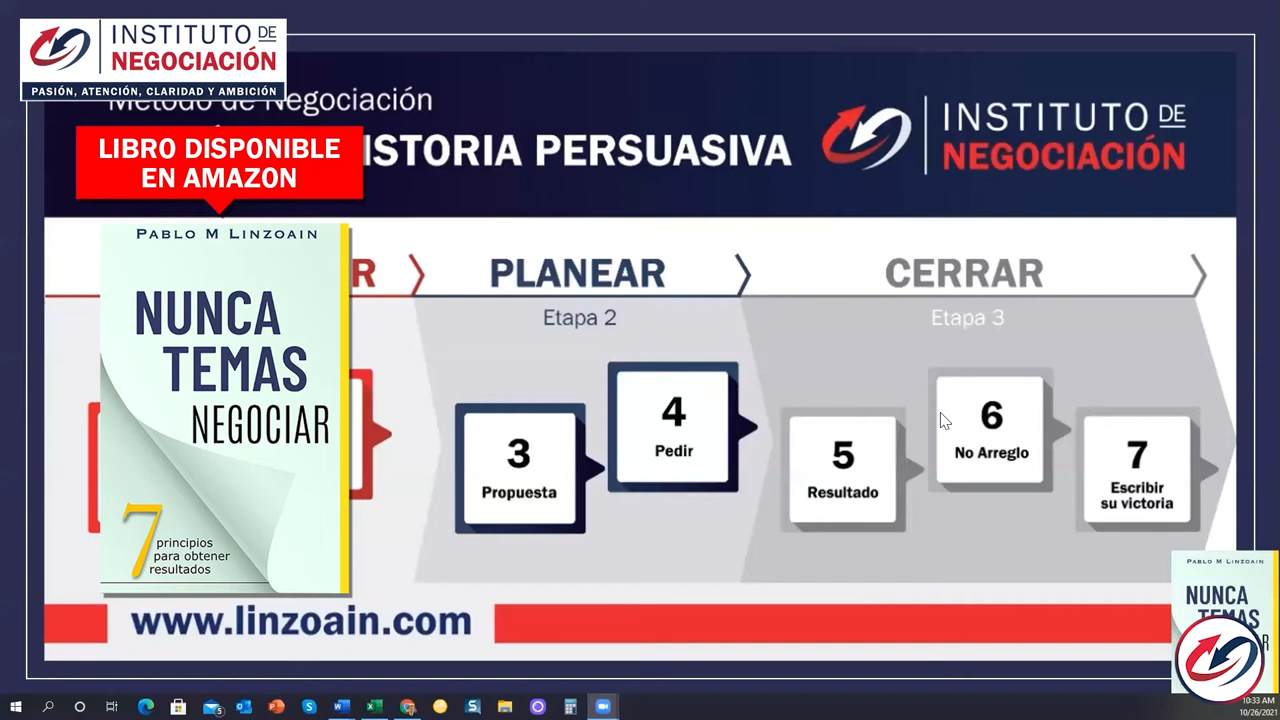 INSTITUTO DE
NEGOCIACIÓN
PASIÓN, ATENCIÓN, CLARIDAD Y AMBICIÓN
Método de Negociación
ISTORIA PERSUASIVA
INSTITUTO DE
NEGOCIACIÓN
LIBRO DISPONIBLE
EN AMAZON
PABLO M LINZOAIN
NUNCA
TEMAS
NEGOCIAR
7 principios
para obtener
resultados
R
PLANEAR
CERRAR
Etapa 2
Etapa 3
3
Propuesta
4
Pedir
5
Resultado
6
No Arreglo
7
Escribir
su victoria
www.linzoain.com
PABLO M LINZOAIN
NUNCA
TEMAS
R
5
10:33 AM
10/26/2021